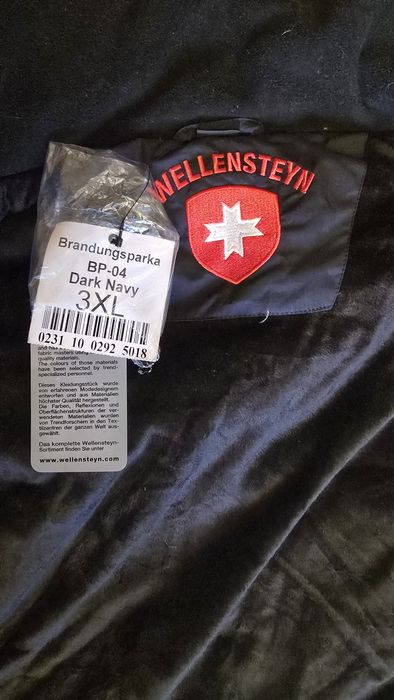 WELLENSTEYN
Brandungsparka
BP-04
Dark Navy
3XL
0231 10 0292 5018
fabric masters using
quality materials.
The colours of those materials
have been selected by trend-
specialized personnel.
Dieses Kleidungsstück wurde
von erfahrenen Modedesignern
entworfen und aus Materialien
höchster Qualität hergestellt.
Die Farben, Reflexionen und
Oberflächenstrukturen der ver-
wendeten Materialien wurden
von Trendforschern in den Tex-
tilzentren der ganzen Welt aus-
gewählt.
Das komplette Wellensteyn-
Sortiment finden Sie unter
www.wellensteyn.com